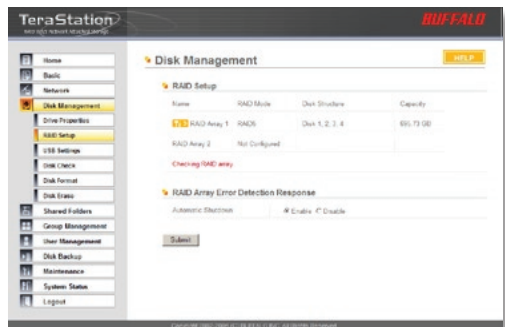 TeraStation
BUFFALO
Home
Basic
Network
Disk Management
Drive Properties
RAID Setup
USB Settings
Disk Check
Disk Format
Disk Erase
Shared Folders
Group Management
User Management
Disk Backup
Maintenance
System Status
Logout
Disk Management
HELP
RAID Setup
Name RAID Mode Disk Structure Capacity
RAID Array 1 RAID5 Disk 1, 2, 3, 4
RAID Array 2 Not Configured
Checking RAID array
RAID Array Error Detection Response
Automatic Shutdown Enable Disable
Submit